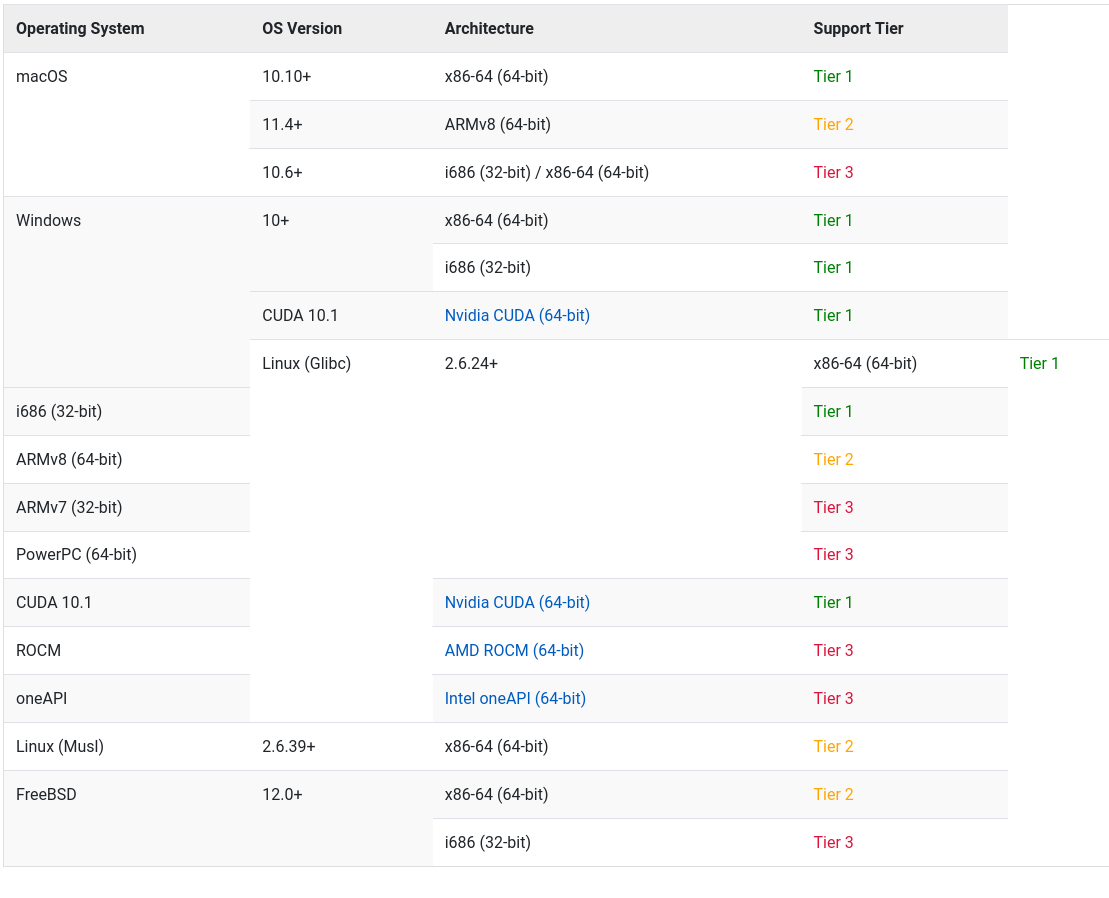 Operating System OS Version Architecture Support Tier
macOS 10.10+ x86-64 (64-bit) Tier 1
11.4+ ARMv8 (64-bit) Tier 2
10.6+ i686 (32-bit) / x86-64 (64-bit) Tier 3
Windows 10+ x86-64 (64-bit) Tier 1
i686 (32-bit) Tier 1
CUDA 10.1 Nvidia CUDA (64-bit) Tier 1
Linux (Glibc) 2.6.24+ x86-64 (64-bit) Tier 1
i686 (32-bit) Tier 1
ARMv8 (64-bit) Tier 2
ARMv7 (32-bit) Tier 3
PowerPC (64-bit) Tier 3
CUDA 10.1 Nvidia CUDA (64-bit) Tier 1
ROCM AMD ROCM (64-bit) Tier 3
oneAPI Intel oneAPI (64-bit) Tier 3
Linux (Musl) 2.6.39+ x86-64 (64-bit) Tier 2
FreeBSD 12.0+ x86-64 (64-bit) Tier 2
i686 (32-bit) Tier 3